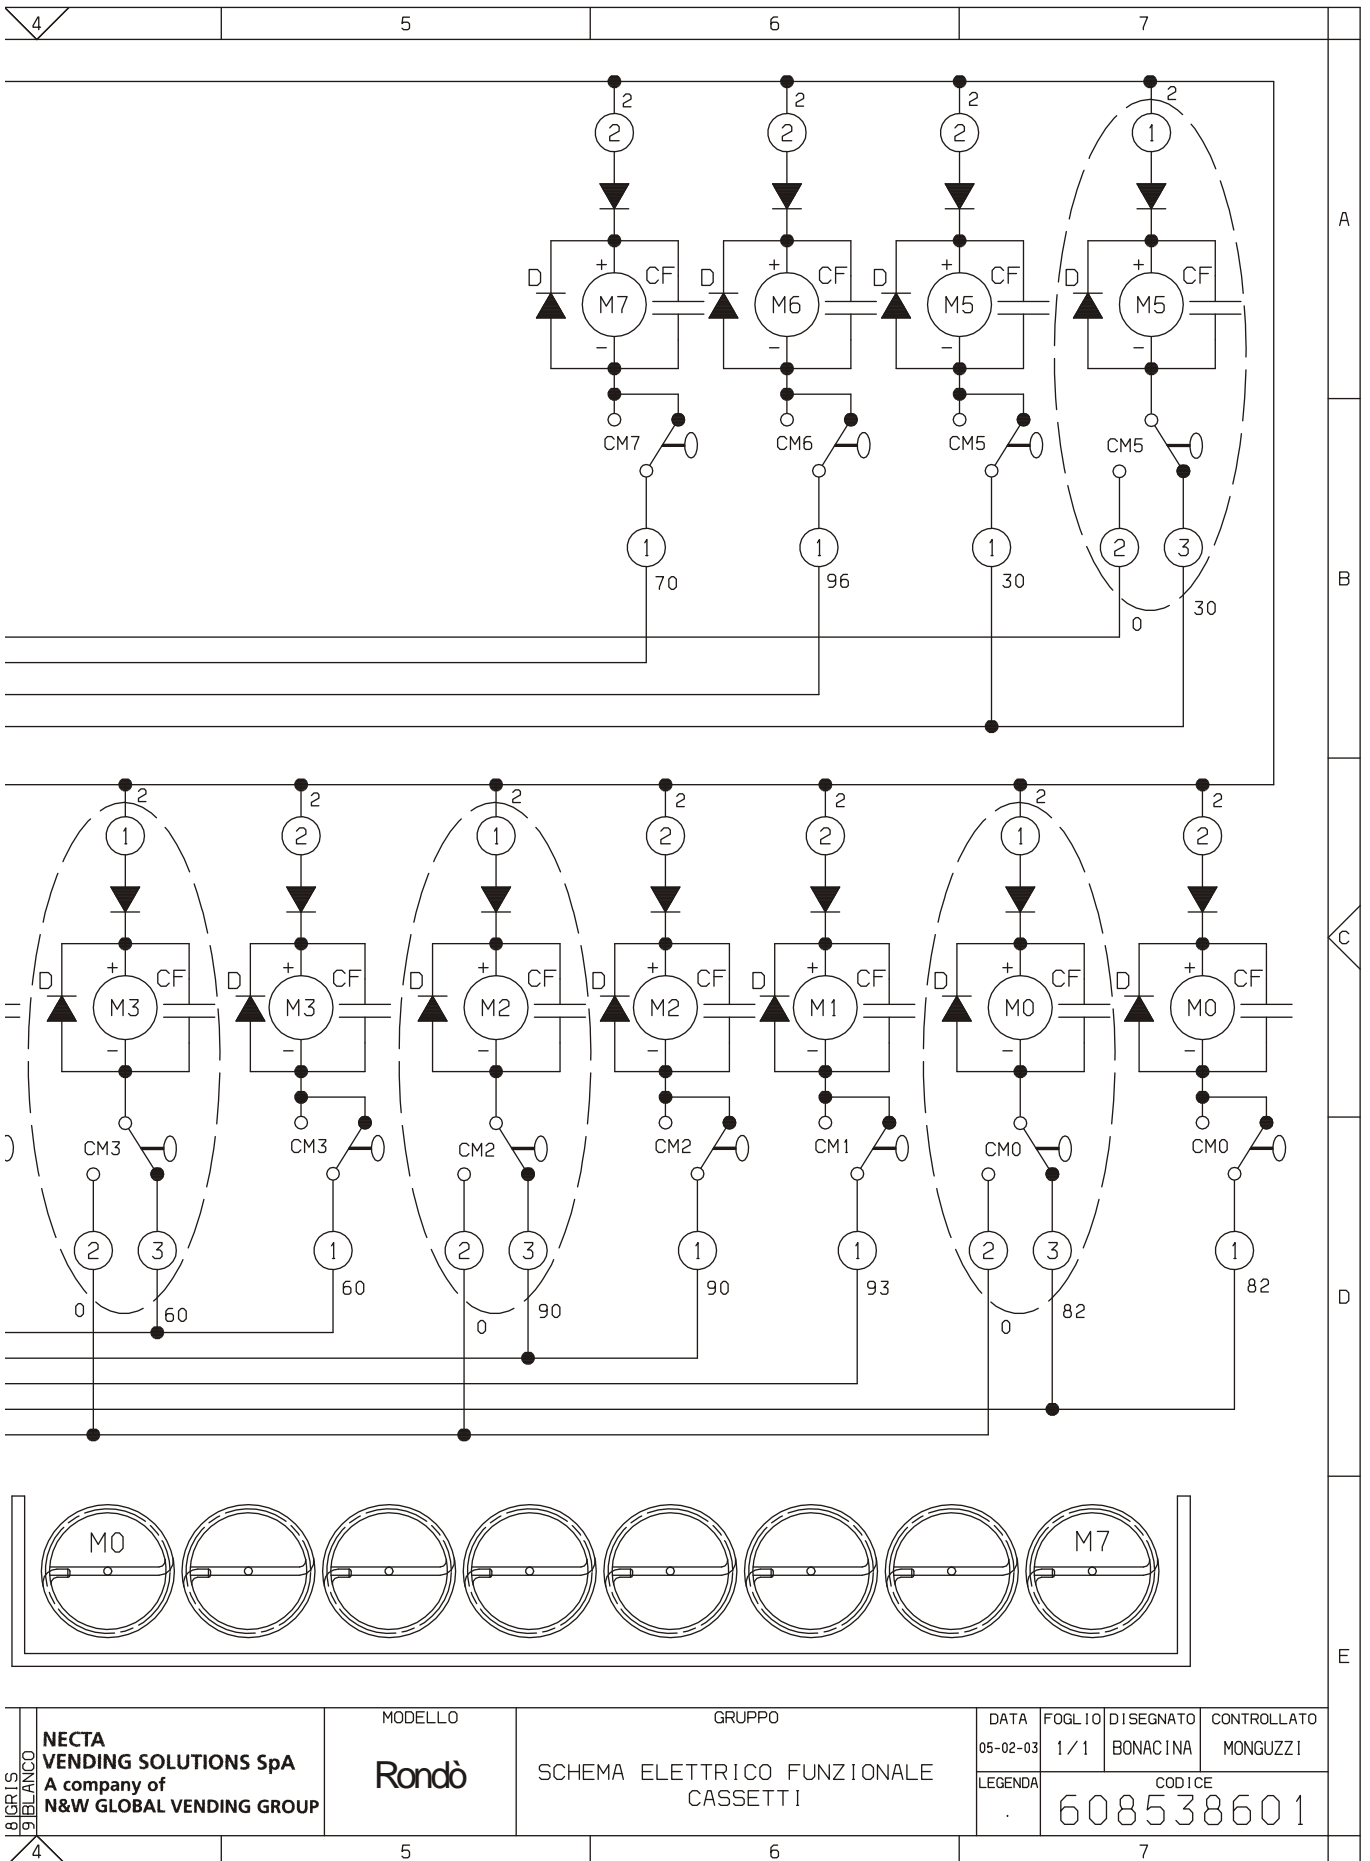 4 5 6 7
2 2 2 2
2 2 2 1
A
+ + + +
D CF D CF D CF D CF
M7 M6 M5 M5
- - - -
CM7 CM6 CM5 CM5
1 1 1 2 3
70 96 30 0 30
B
2 2 2 2 2 2 2
1 2 1 2 2 1 2
C
+ + + + + + +
D CF D CF D CF D CF D CF D CF D CF
M3 M3 M2 M2 M1 M0 M0
- - - - - - -
CM3 CM3 CM2 CM2 CM1 CM0 CM0
2 3 1 2 3 1 1 2 3 1
0 60 60 0 90 90 93 0 82 82
D
M0 M7
E
8 GRIS
9 BLANCO
NECTA
VENDING SOLUTIONS SpA
A company of
N&W GLOBAL VENDING GROUP
MODELLO
Rondò
GRUPPO
SCHEMA ELETTRICO FUNZIONALE
CASSETTI
DATA FOGLIO DISEGNATO CONTROLLATO
05-02-03 1/1 BONACINA MONGUZZI
LEGENDA CODICE
. 608538601
4 5 6 7